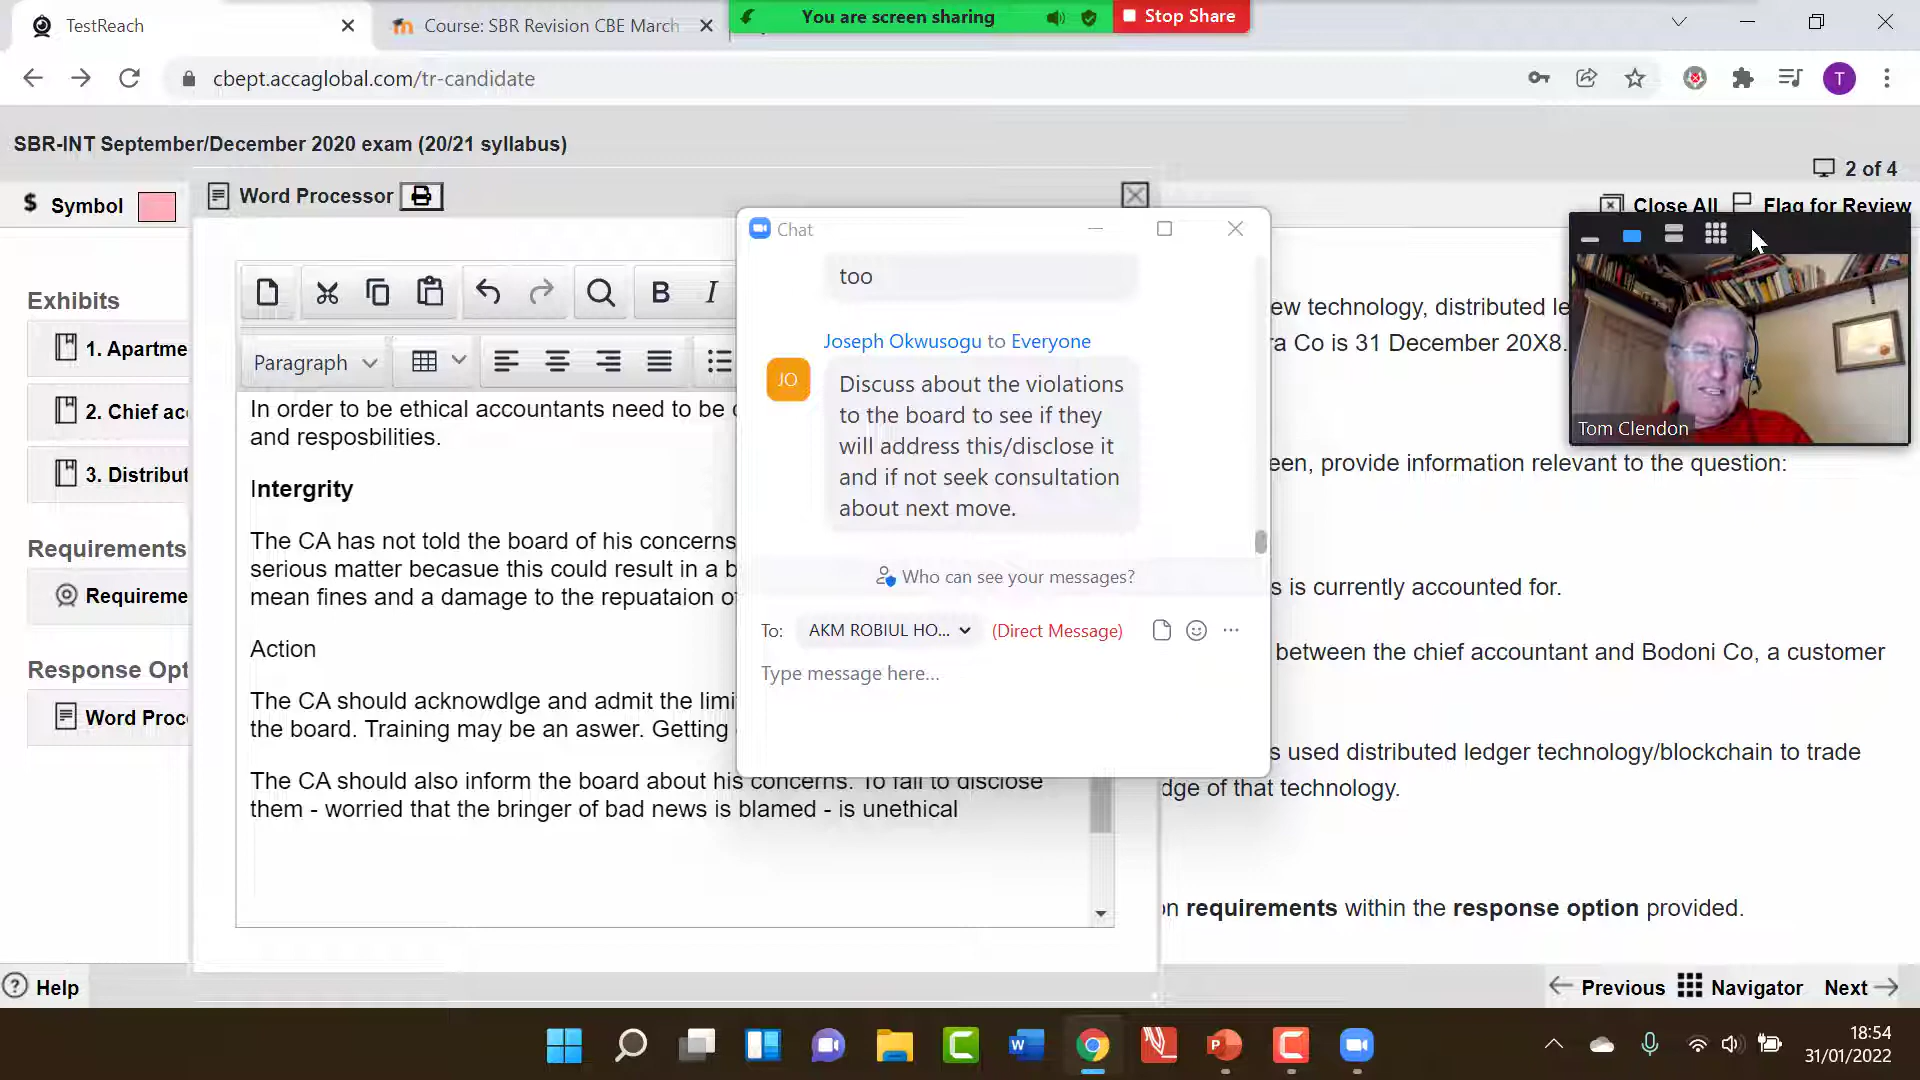 TestReach
Course: SBR Revision CBE March
You are screen sharing
Stop Share
cbept.accaglobal.com/tr-candidate
T
SBR-INT September/December 2020 exam (20/21 syllabus)
2 of 4
$ Symbol
Word Processor
Close All
Flag for Review
Exhibits
1. Apartme
2. Chief ac
3. Distribut
Requirements
Requireme
Response Opt
Word Proc
B I
Paragraph
In order to be ethical accountants need to be
and resposbilities.
Intergrity
The CA has not told the board of his concerns
serious matter becasue this could result in a b
mean fines and a damage to the repuataion o
Action
The CA should acknowdlge and admit the limi
the board. Training may be an aswer. Getting
The CA should also inform the board about his concerns. To fail to disclose
them - worried that the bringer of bad news is blamed - is unethical
Chat
too
Joseph Okwusogu to Everyone
JO
Discuss about the violations
to the board to see if they
will address this/disclose it
and if not seek consultation
about next move.
Who can see your messages?
To: AKM ROBIUL HO... (Direct Message)
Type message here...
ew technology, distributed le
a Co is 31 December 20X8.
Tom Clendon
een, provide information relevant to the question:
s is currently accounted for.
between the chief accountant and Bodoni Co, a customer
s used distributed ledger technology/blockchain to trade
dge of that technology.
on requirements within the response option provided.
Help
Previous
Navigator
Next
18:54
31/01/2022